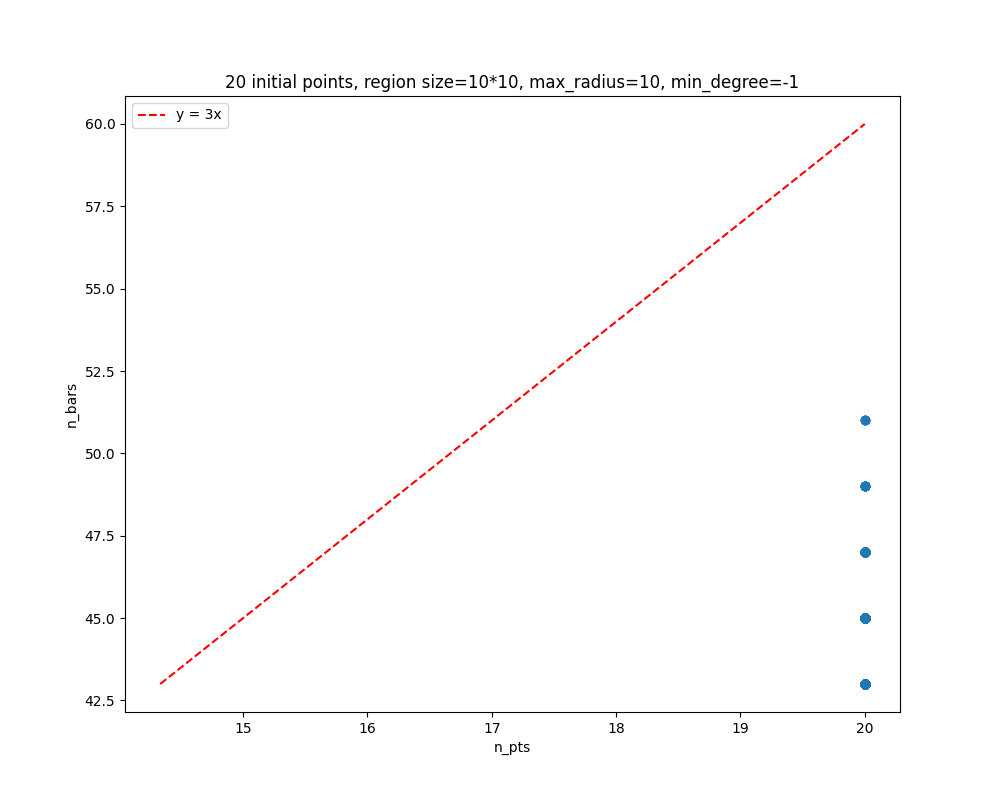 20 initial points, region size=10*10, max_radius=10, min_degree=-1
y = 3x
60.0
57.5
55.0
52.5
50.0
47.5
45.0
42.5
n_bars
15 16 17 18 19 20
n_pts